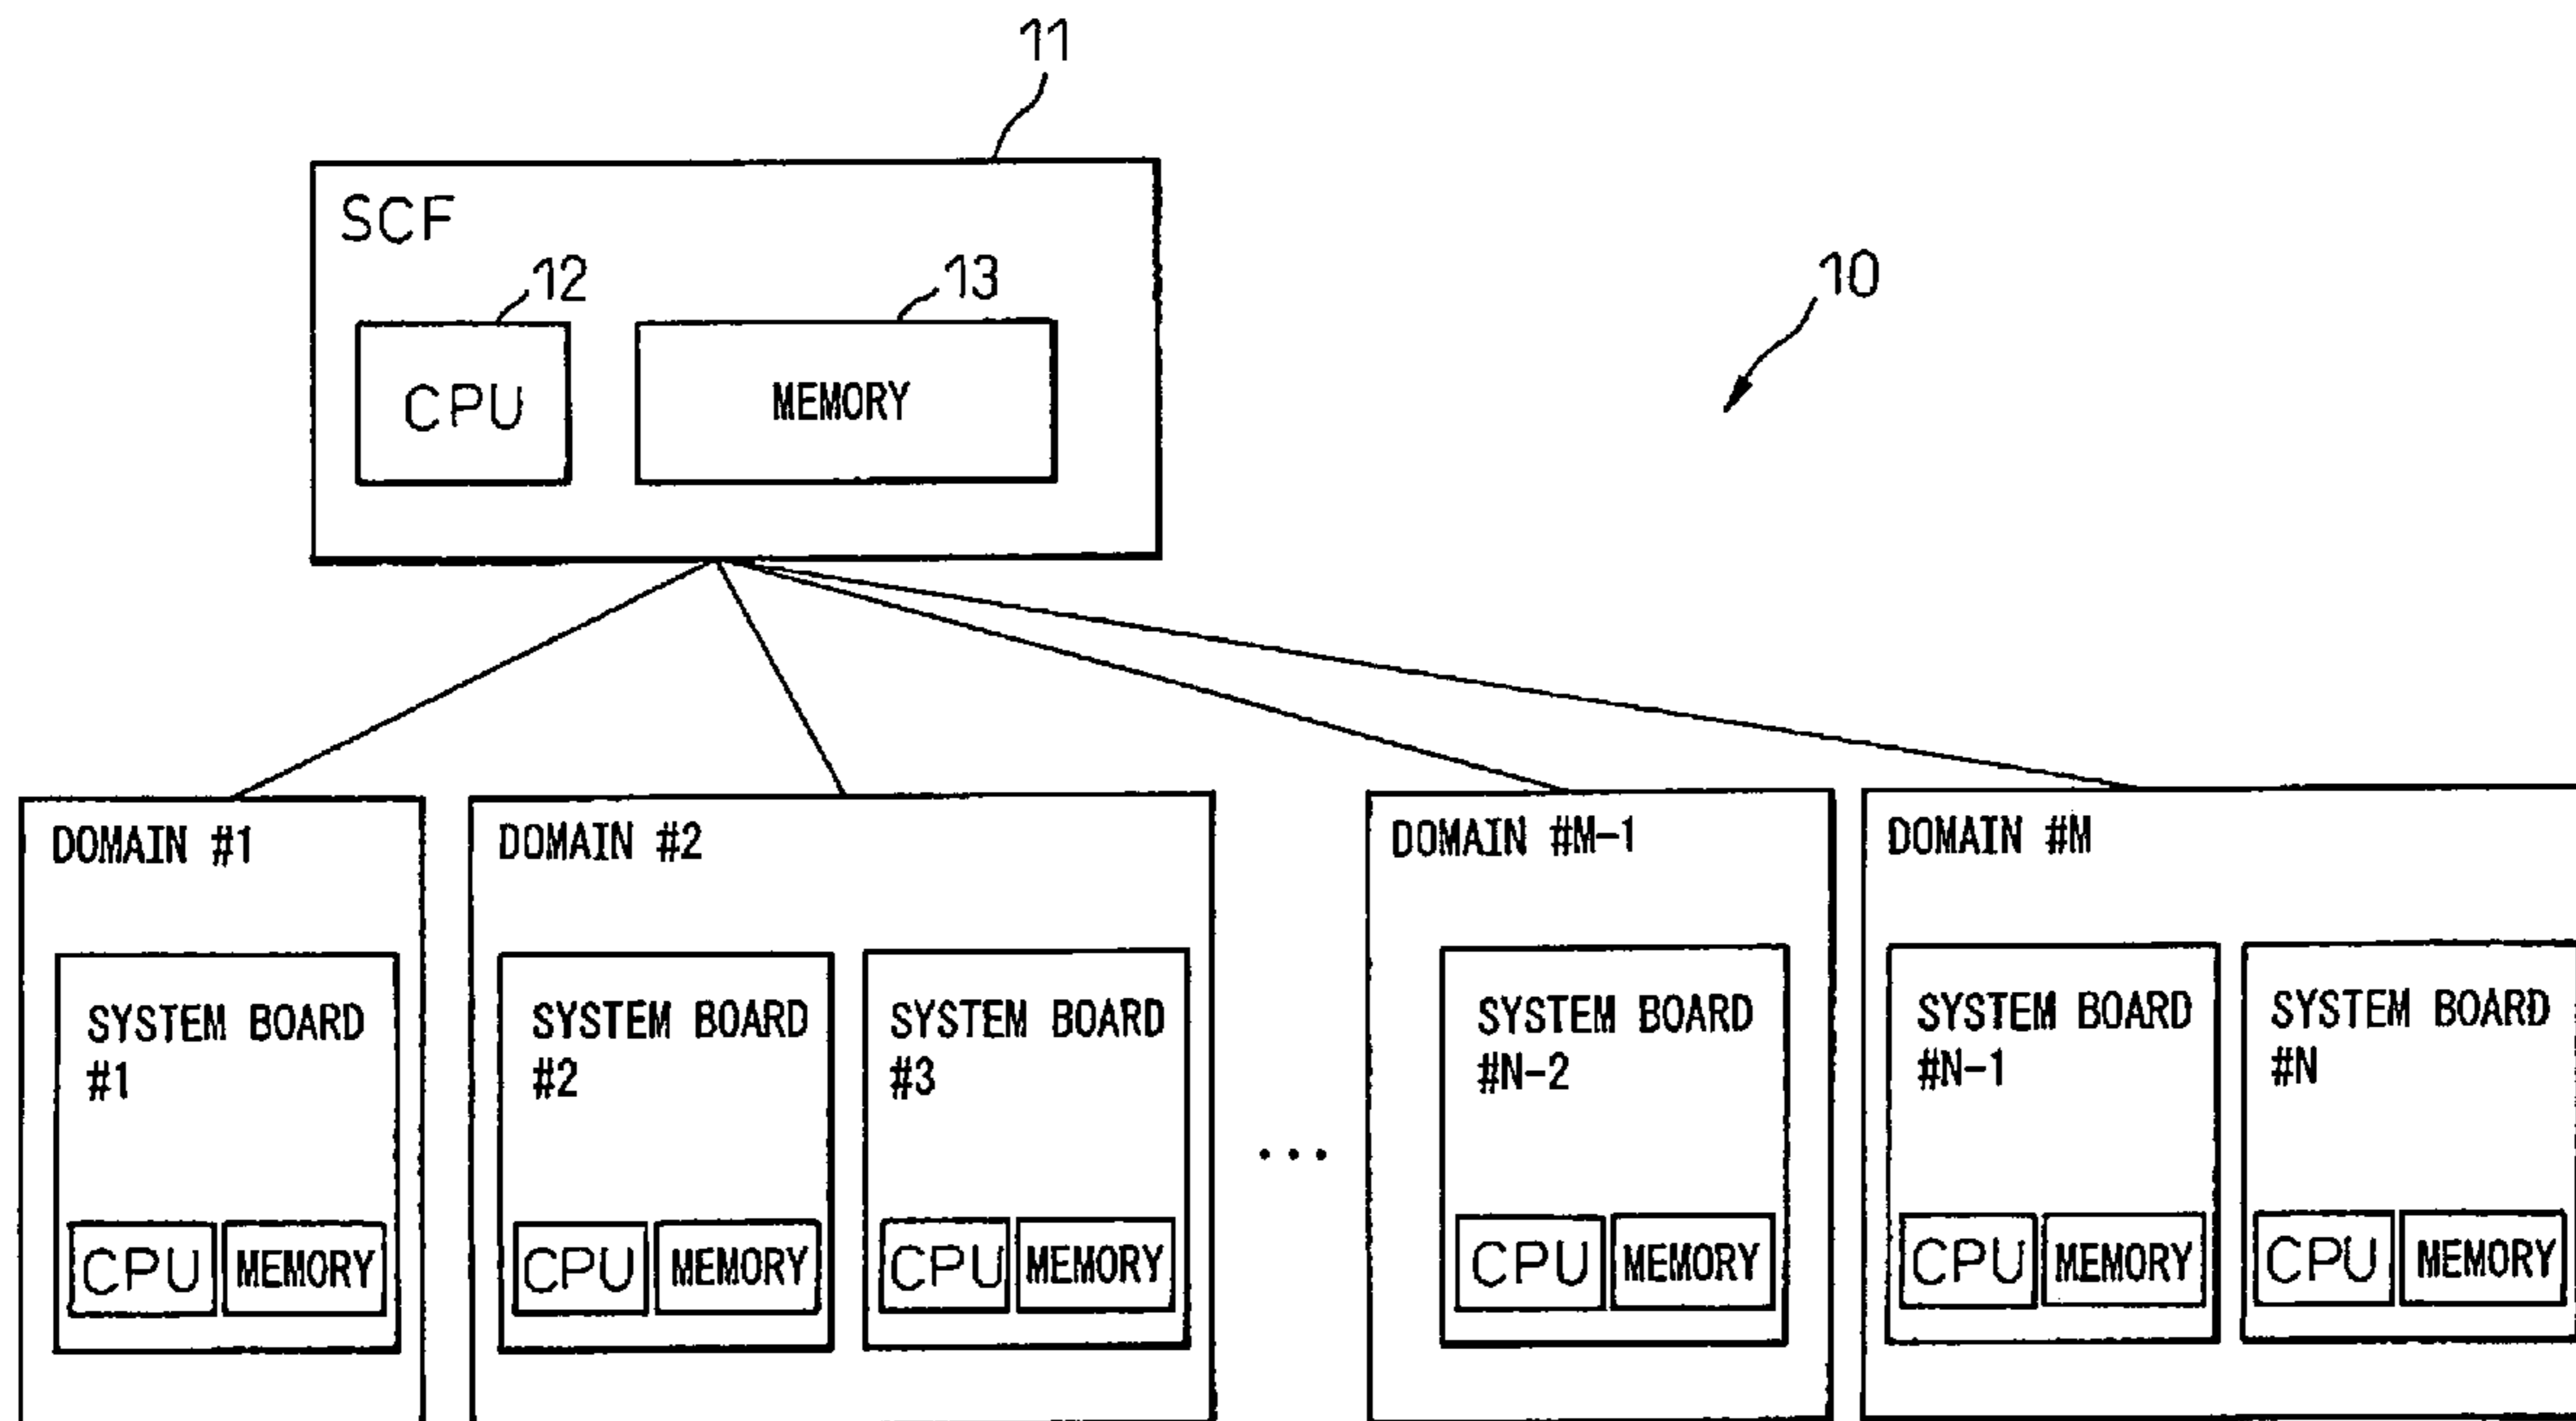 11
SCF
12
13
10
CPU
MEMORY
DOMAIN #1
DOMAIN #2
DOMAIN #M-1
DOMAIN #M
SYSTEM BOARD
#1
SYSTEM BOARD
#2
SYSTEM BOARD
#3
SYSTEM BOARD
#N-2
SYSTEM BOARD
#N-1
SYSTEM BOARD
#N
...
CPU
MEMORY
CPU
MEMORY
CPU
MEMORY
CPU
MEMORY
CPU
MEMORY
CPU
MEMORY